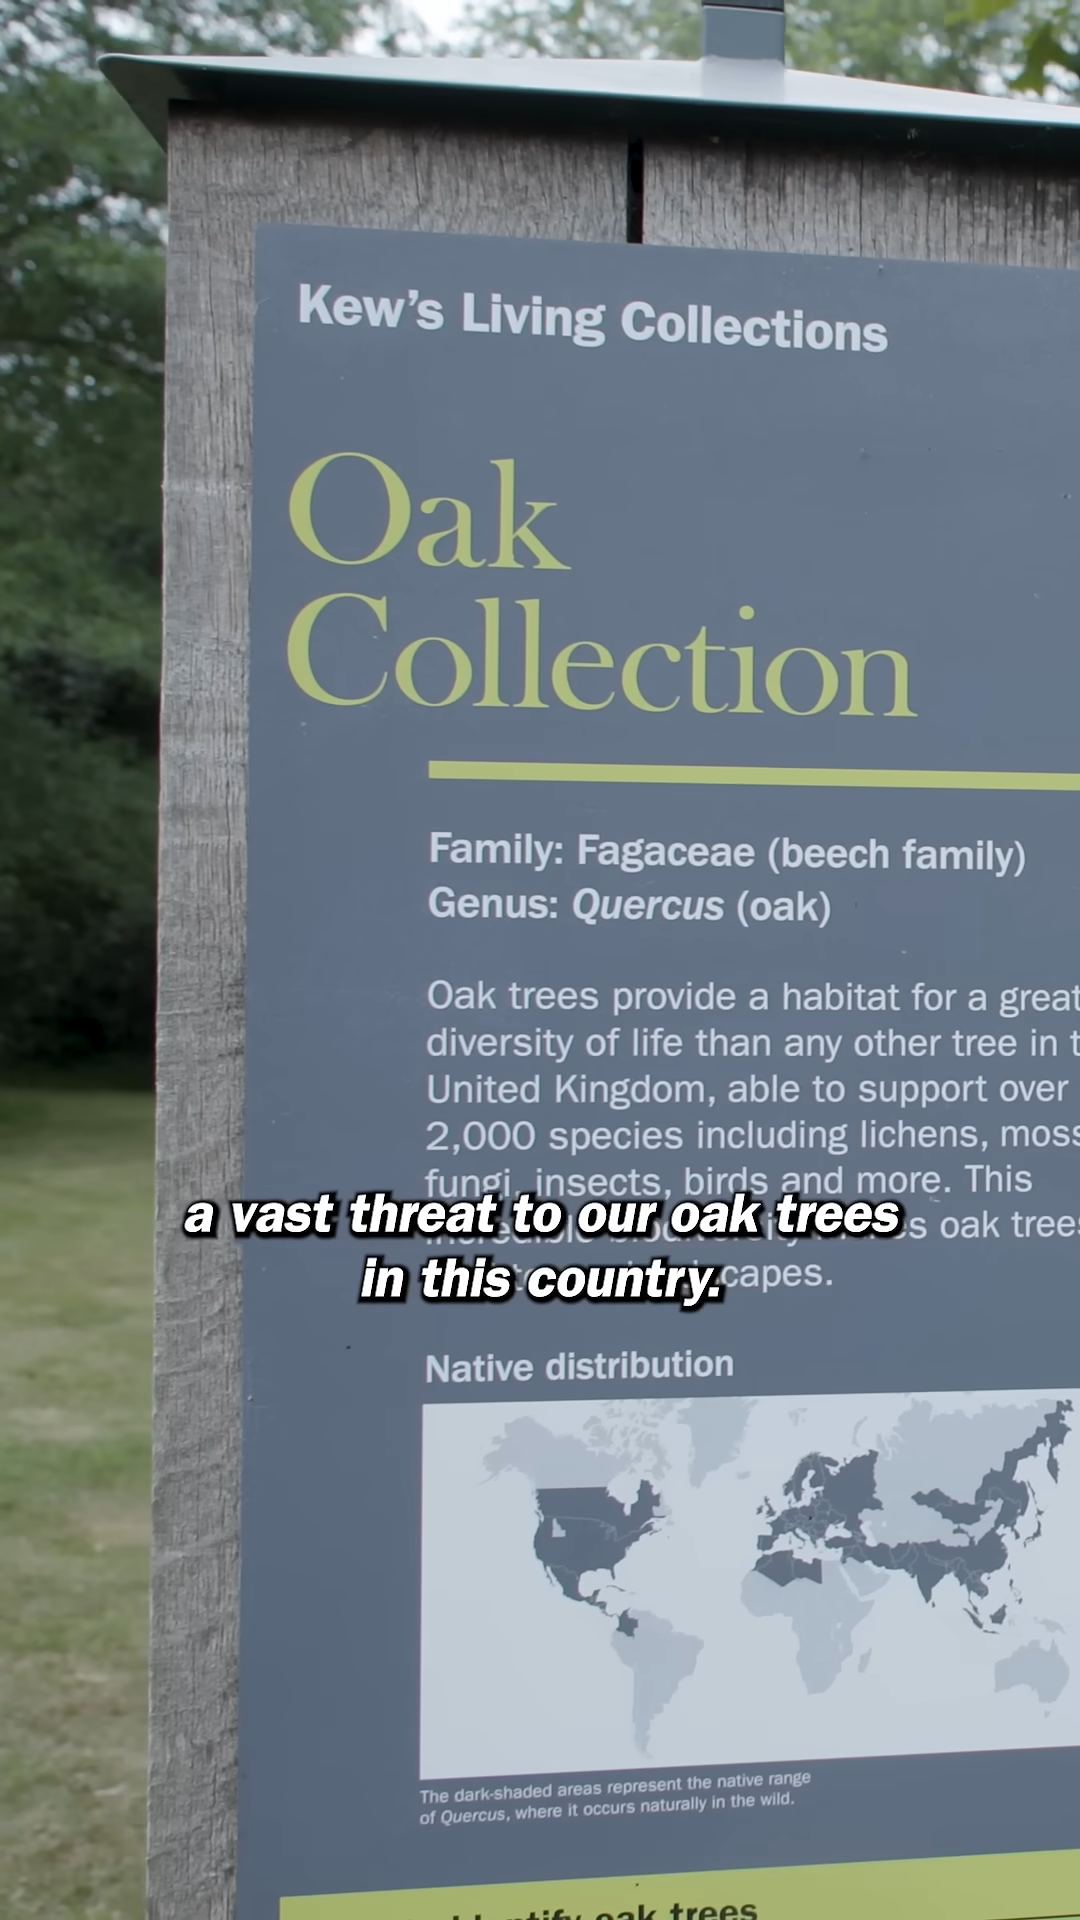 Kew's Living Collections
Oak
Collection
Family: Fagaceae (beech family)
Genus: Quercus (oak)
Oak trees provide a habitat for a great
diversity of life than any other tree in t
United Kingdom, able to support over
2,000 species including lichens, moss
fungi, insects, birds and more. This
oak trees
capes.
a vast threat to our oak trees
in this country.
Native distribution
The dark-shaded areas represent the native range
of Quercus, where it occurs naturally in the wild.
oak trees